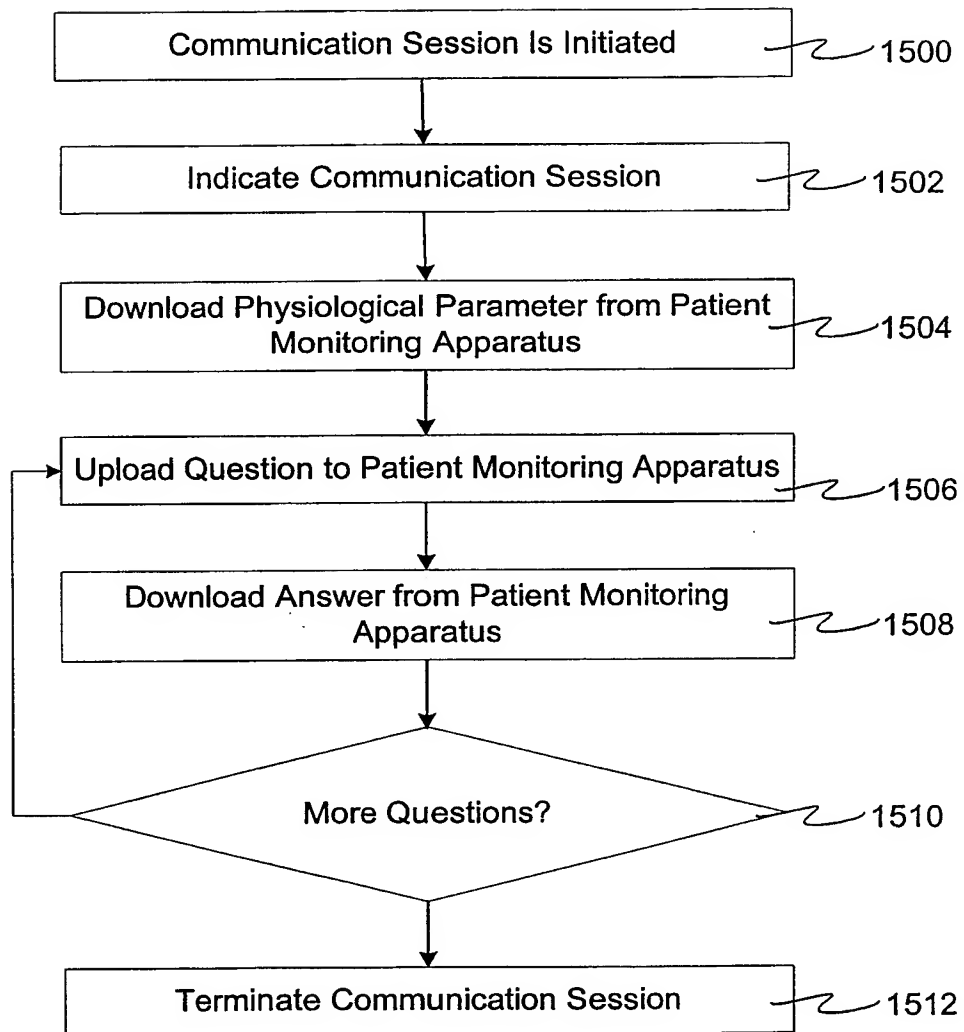 Communication Session Is Initiated
1500
Indicate Communication Session
1502
Download Physiological Parameter from Patient
Monitoring Apparatus
1504
Upload Question to Patient Monitoring Apparatus
1506
Download Answer from Patient Monitoring
Apparatus
1508
More Questions?
1510
Terminate Communication Session
1512